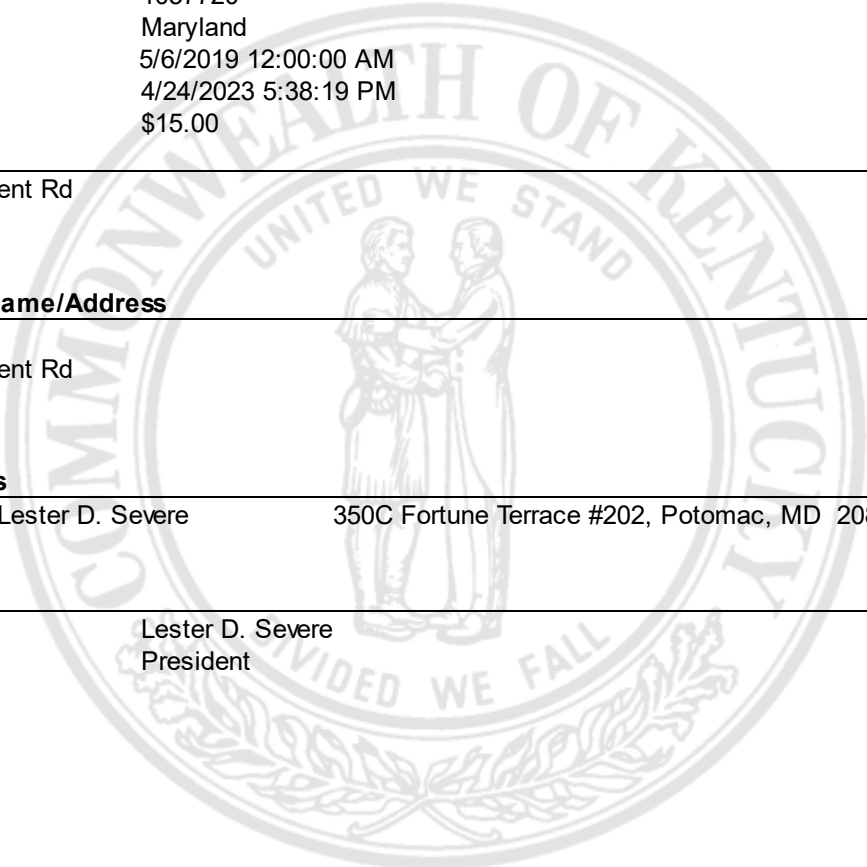 Maryland
5/6/2019 12:00:00 AM
4/24/2023 5:38:19 PM
$15.00
ent Rd
ame/Address
ent Rd
s
Lester D. Severe 350C Fortune Terrace #202, Potomac, MD 208
Lester D. Severe
President
COMMONWEALTH OF KENTUCKY
UNITED WE STAND
DIVIDED WE FALL